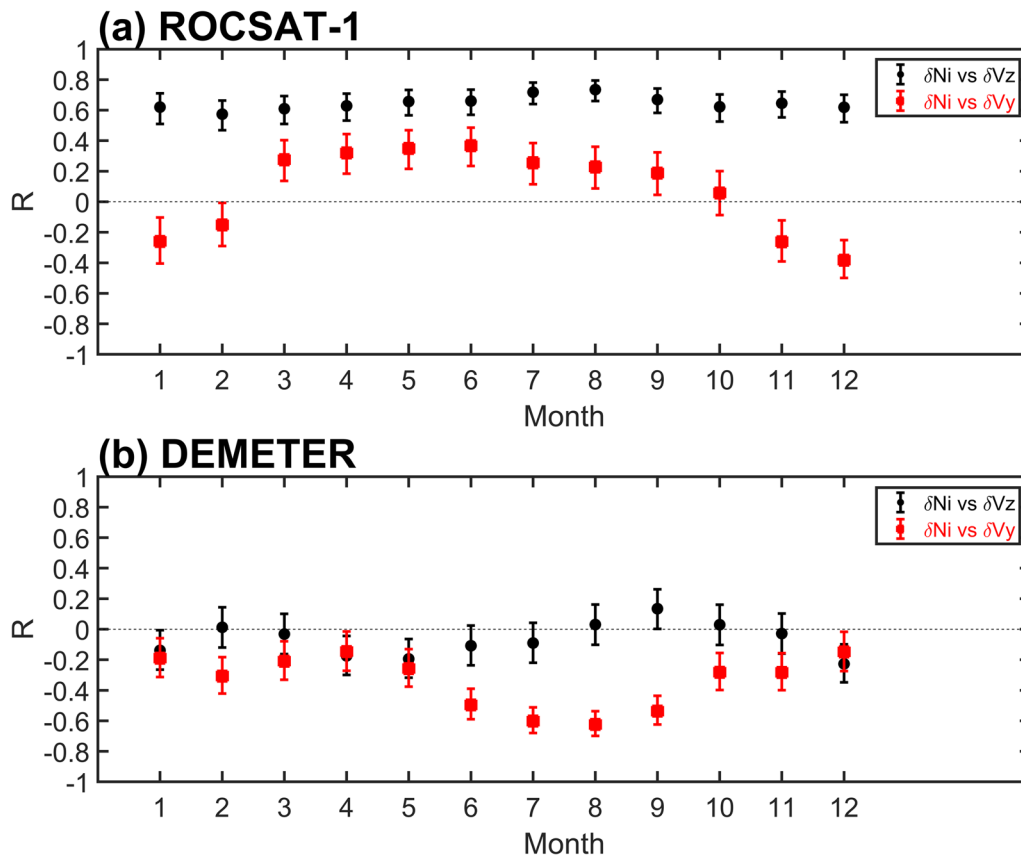 (a) ROCSAT-1
1
0.8
0.6
0.4
0.2
0
-0.2
-0.4
-0.6
-0.8
-1
R
δNi vs δVz
δNi vs δVy
1 2 3 4 5 6 7 8 9 10 11 12
Month
(b) DEMETER
1
0.8
0.6
0.4
0.2
0
-0.2
-0.4
-0.6
-0.8
-1
R
δNi vs δVz
δNi vs δVy
1 2 3 4 5 6 7 8 9 10 11 12
Month